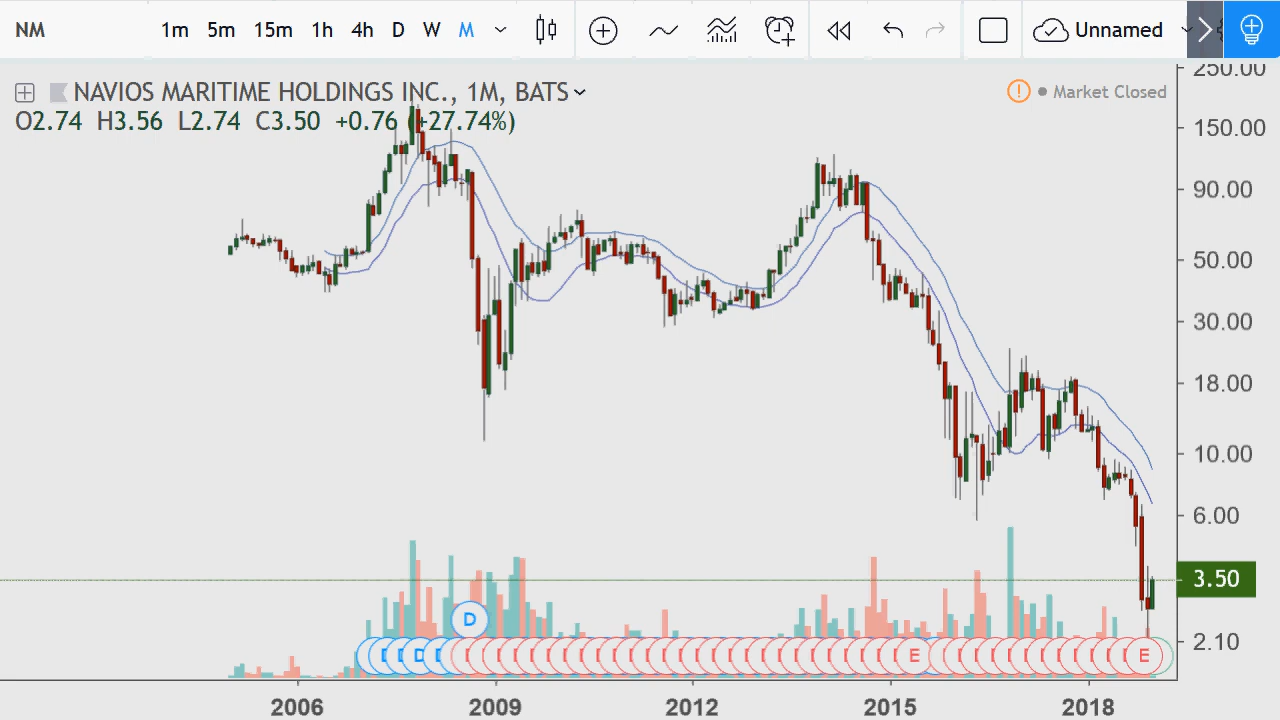 NM 1m 5m 15m 1h 4h D W M Unnamed
NAVIOS MARITIME HOLDINGS INC., 1M, BATS
Market Closed
O2.74 H3.56 L2.74 C3.50 +0.76 (+27.74%)
250.00
150.00
90.00
50.00
30.00
18.00
10.00
6.00
3.50
2.10
D
D E E
2006 2009 2012 2015 2018